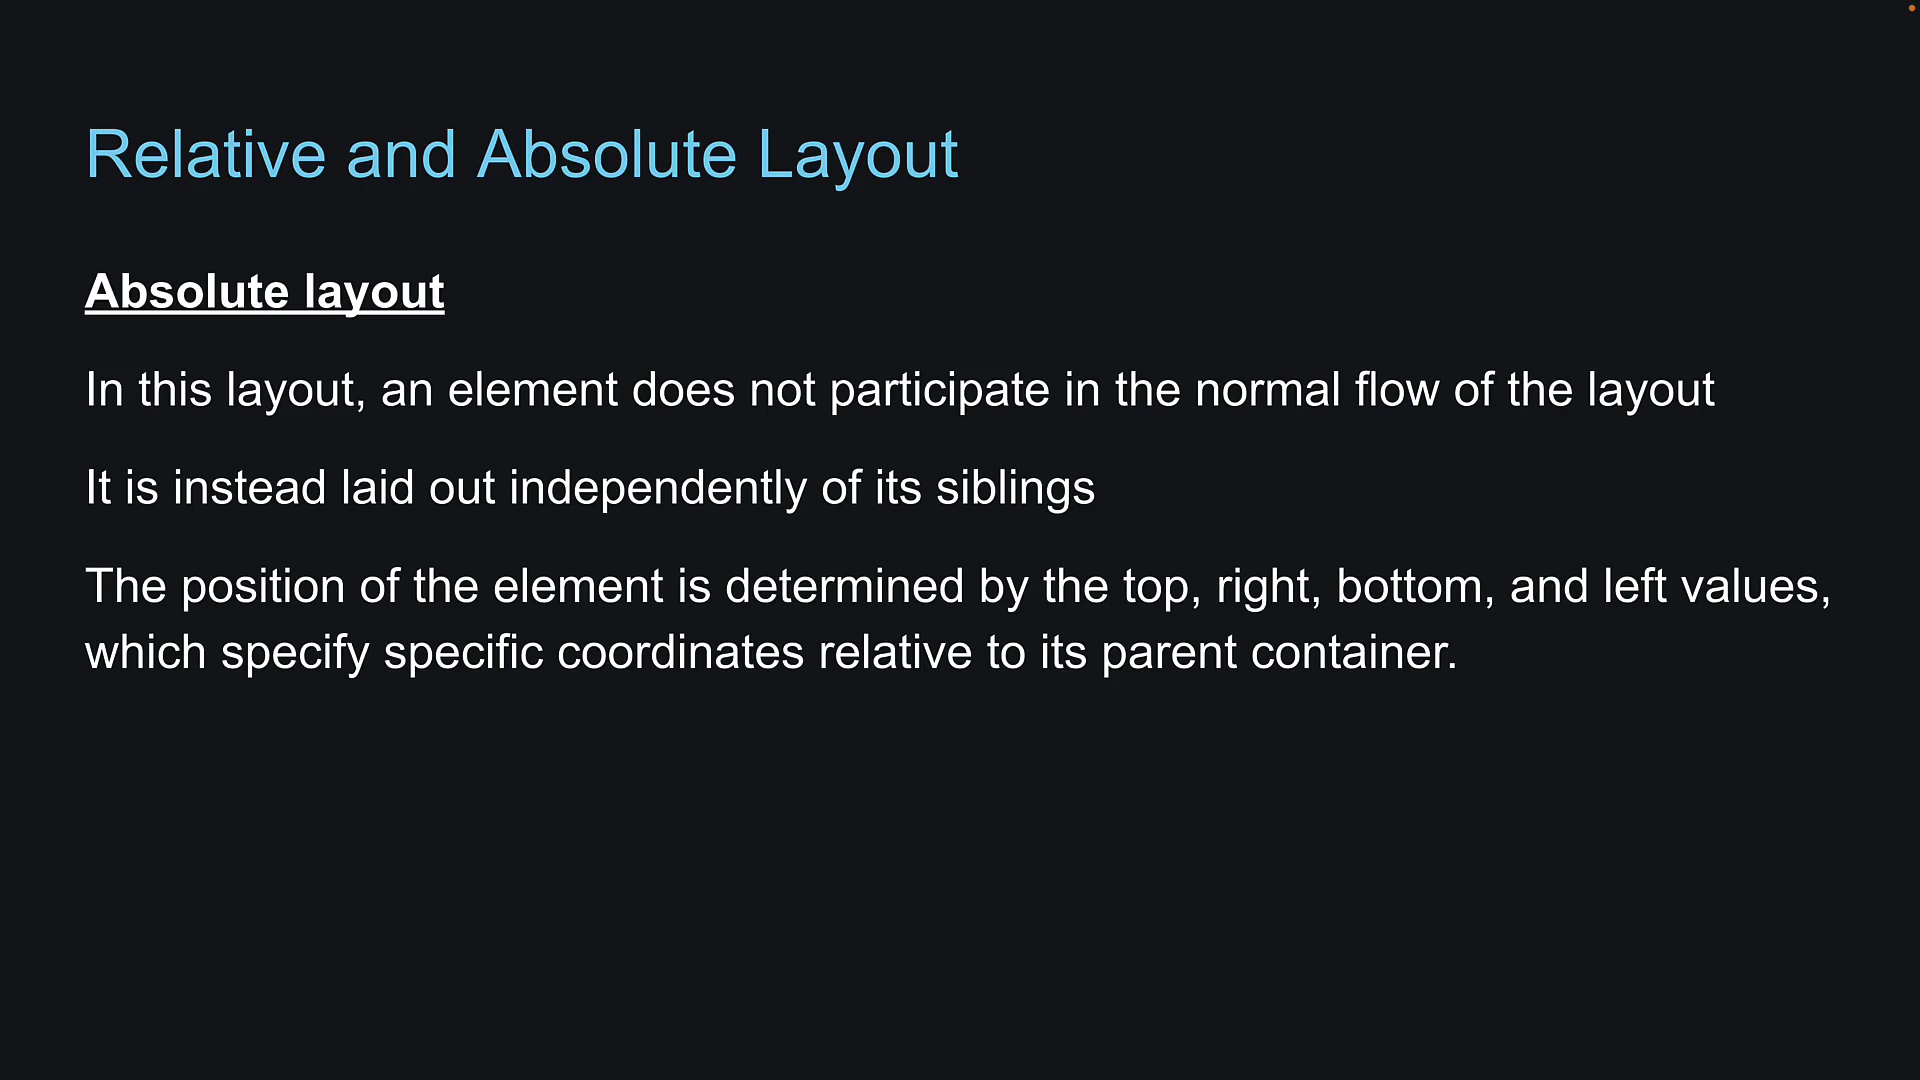 Relative and Absolute Layout
Absolute layout
In this layout, an element does not participate in the normal flow of the layout
It is instead laid out independently of its siblings
The position of the element is determined by the top, right, bottom, and left values,
which specify specific coordinates relative to its parent container.